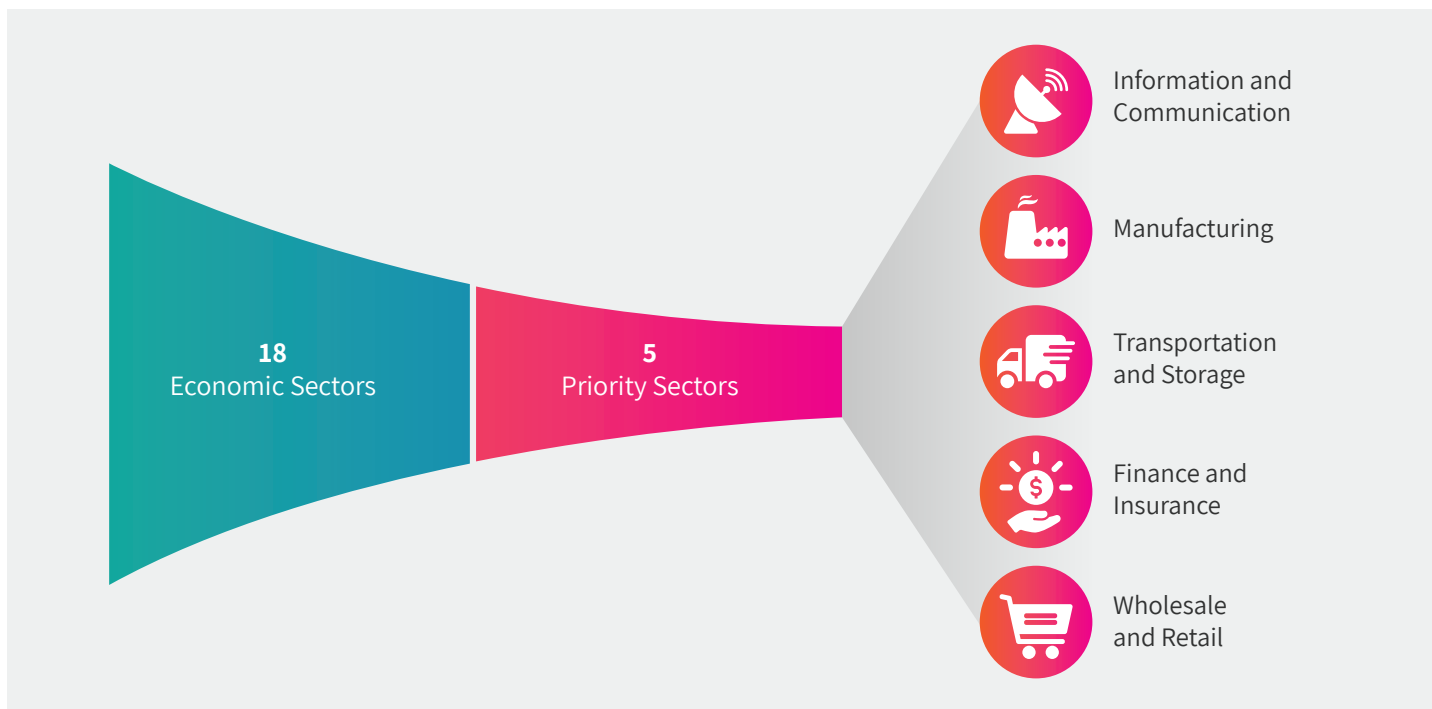 18
Economic Sectors
5
Priority Sectors
Information and
Communication
Manufacturing
Transportation
and Storage
$
Finance and
Insurance
Wholesale
and Retail